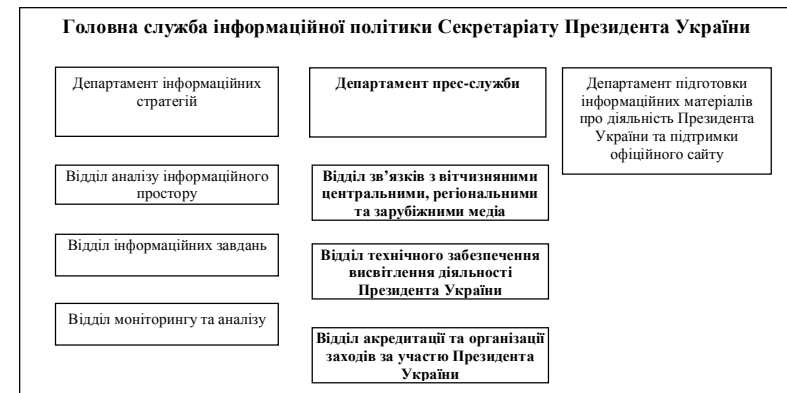 Головна служба інформаційної політики Секретаріату Президента України
Департамент інформаційних
стратегій
Відділ аналізу інформаційного
простору
Відділ інформаційних завдань
Відділ моніторингу та аналізу
Департамент прес-служби
Відділ зв’язків з вітчизняними
центральними, регіональними
та зарубіжними медіа
Відділ технічного забезпечення
висвітлення діяльності
Президента України
Відділ акредитації та організації
заходів за участю Президента
України
Департамент підготовки
інформаційних матеріалів
про діяльність Президента
України та підтримки
офіційного сайту